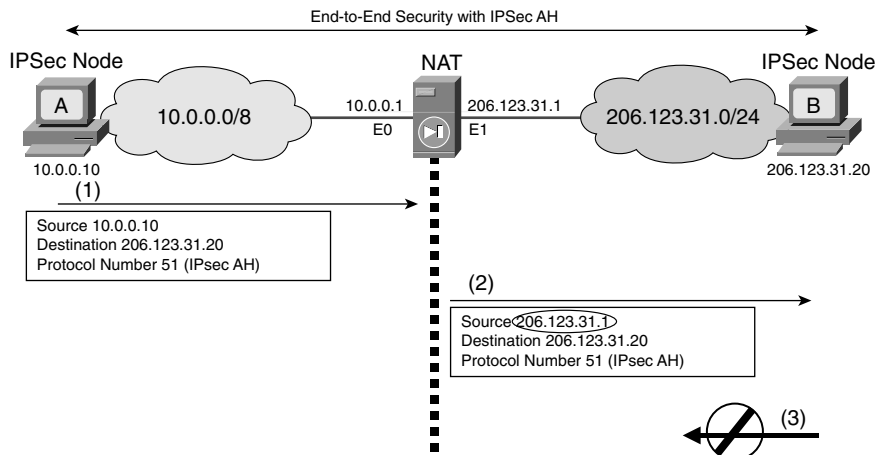 End-to-End Security with IPSec AH
IPSec Node
NAT
IPSec Node
A
10.0.0.0/8
10.0.0.1
206.123.31.1
206.123.31.0/24
B
E0
E1
10.0.0.10
206.123.31.20
(1)
Source 10.0.0.10
Destination 206.123.31.20
Protocol Number 51 (IPsec AH)
(2)
Source 206.123.31.1
Destination 206.123.31.20
Protocol Number 51 (IPsec AH)
(3)